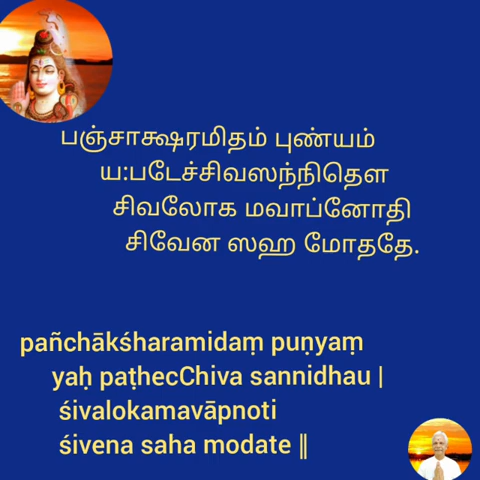 பஞ்சாக்ஷரமிதம் புண்யம்
ய:படேச்சிவஸந்நிதௌ
சிவலோக மவாப்னோதி
சிவேன ஸஹ மோததே.
pañchākśharamidaṃ puṇyaṃ
yaḥ paṭhecChiva sannidhau |
śivalokamavāpnoti
śivena saha modate ||